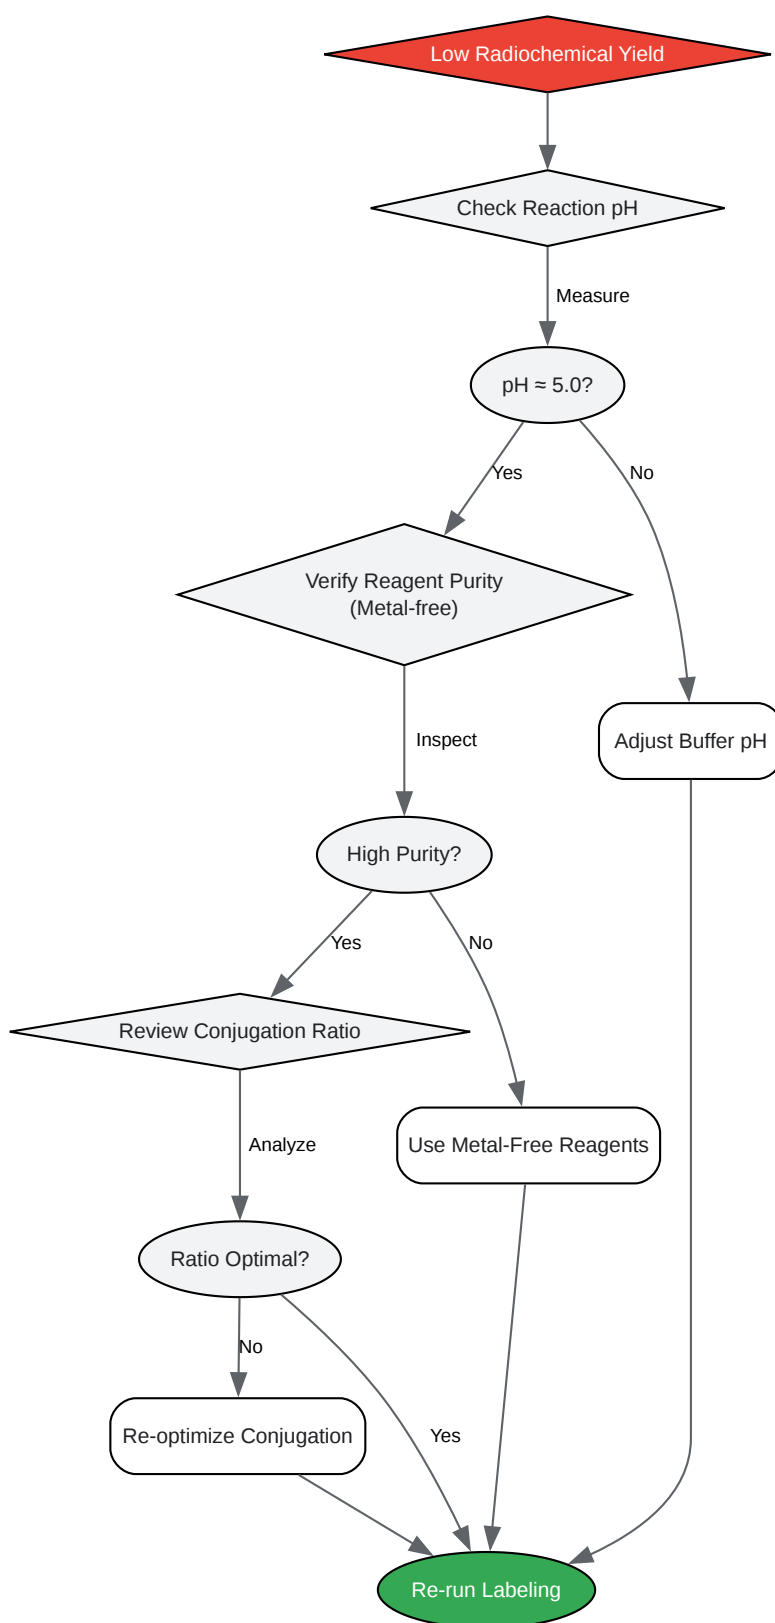 Low Radiochemical Yield
Check Reaction pH
Measure
pH ≈ 5.0?
Yes
No
Verify Reagent Purity
(Metal-free)
Inspect
Adjust Buffer pH
High Purity?
Yes
No
Review Conjugation Ratio
Analyze
Use Metal-Free Reagents
Ratio Optimal?
No
Yes
Re-optimize Conjugation
Re-run Labeling